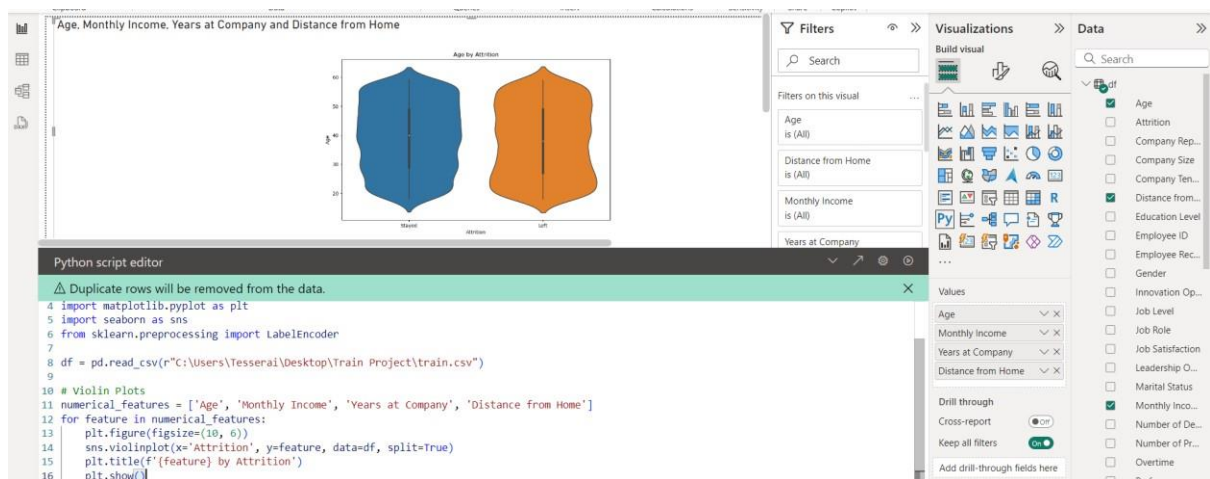 Age, Monthly Income, Years at Company and Distance from Home
Age by Attrition
60
50
40
30
20
Age
Stayed
Left
Attrition
Python script editor
Duplicate rows will be removed from the data.
4 import matplotlib.pyplot as plt
5 import seaborn as sns
6 from sklearn.preprocessing import LabelEncoder
7
8 df = pd.read_csv(r"C:\Users\Tesserai\Desktop\Train Project\train.csv")
9
10 # Violin Plots
11 numerical_features = ['Age', 'Monthly Income', 'Years at Company', 'Distance from Home']
12 for feature in numerical_features:
13 plt.figure(figsize=(10, 6))
14 sns.violinplot(x='Attrition', y=feature, data=df, split=True)
15 plt.title(f'{feature} by Attrition')
16 plt.show()
Filters
Search
Filters on this visual
...
Age
is (All)
Distance from Home
is (All)
Monthly Income
is (All)
Years at Company
Visualizations
Build visual
R
Py
...
Values
Age
Monthly Income
Years at Company
Distance from Home
Drill through
Cross-report
Off
Keep all filters
On
Add drill-through fields here
Data
Search
df
Age
Attrition
Company Rep...
Company Size
Company Ten...
Distance from...
Education Level
Employee ID
Employee Rec...
Gender
Innovation Op...
Job Level
Job Role
Job Satisfaction
Leadership O...
Marital Status
Monthly Inco...
Number of De...
Number of Pr...
Overtime